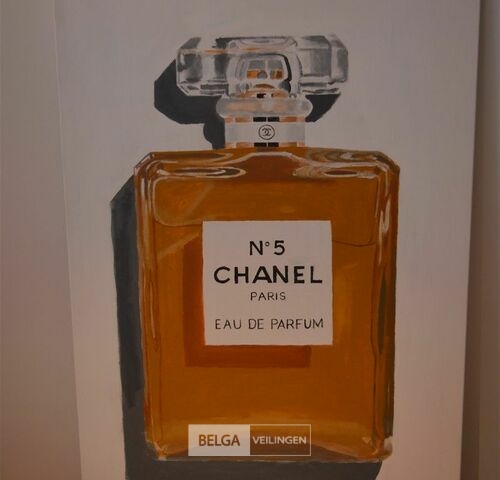 N°5
CHANEL
PARIS
EAU DE PARFUM
BELGA VEILINGEN